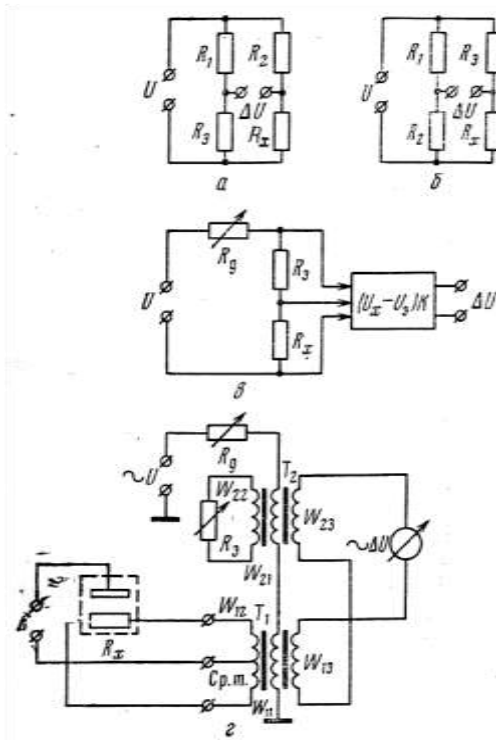 R₁ R₂
U ΔU
R₃ Rₓ
а
R₁ R₃
U ΔU
R₂ Rₓ
б
Rg
U R₃ (Uₓ−U₃)K ΔU
Rₓ
в
Rg
~U
W₂₂ T₂
R₃ W₂₃ ~ΔU
W₂₁
W₁₂ T₁
Rₓ W₁₃
Ср.т.
W₁₁
г